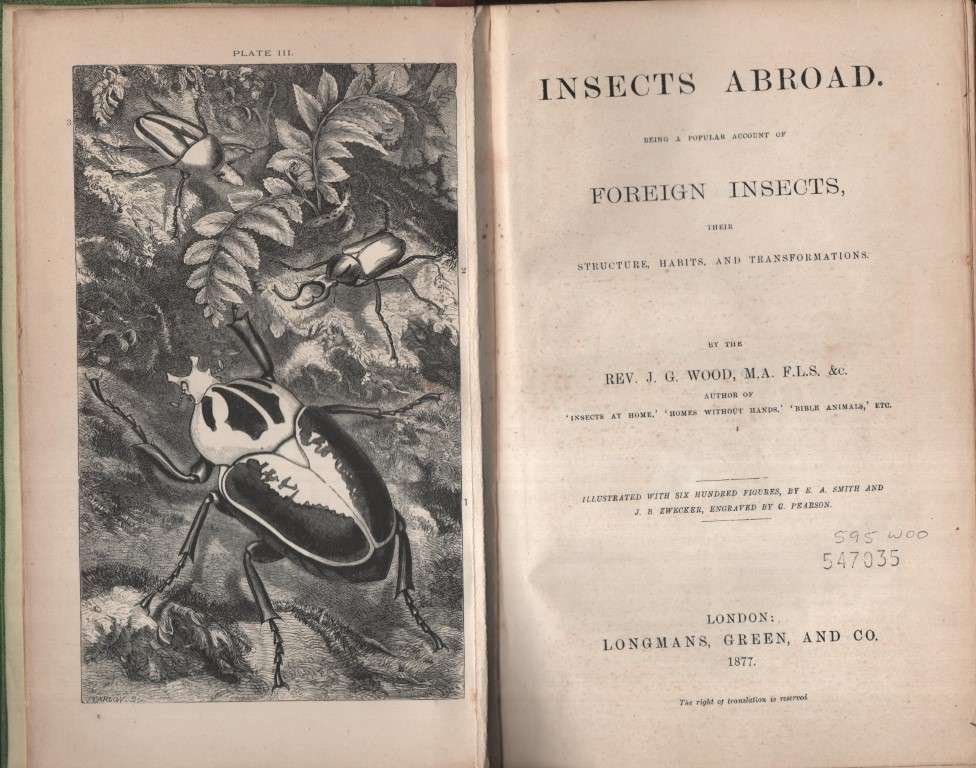 PLATE III.
3
2
1
PEARSON. SC.
INSECTS ABROAD.
BEING A POPULAR ACCOUNT OF
FOREIGN INSECTS,
THEIR
STRUCTURE, HABITS, AND TRANSFORMATIONS.
BY THE
REV. J. G. WOOD, M.A. F.L.S. &c.
AUTHOR OF
'INSECTS AT HOME,' 'HOMES WITHOUT HANDS,' 'BIBLE ANIMALS,' ETC.
ILLUSTRATED WITH SIX HUNDRED FIGURES, BY E. A. SMITH AND
J. B. ZWECKER, ENGRAVED BY G. PEARSON.
595 WOO
547035
LONDON:
LONGMANS, GREEN, AND CO.
1877.
The right of translation is reserved